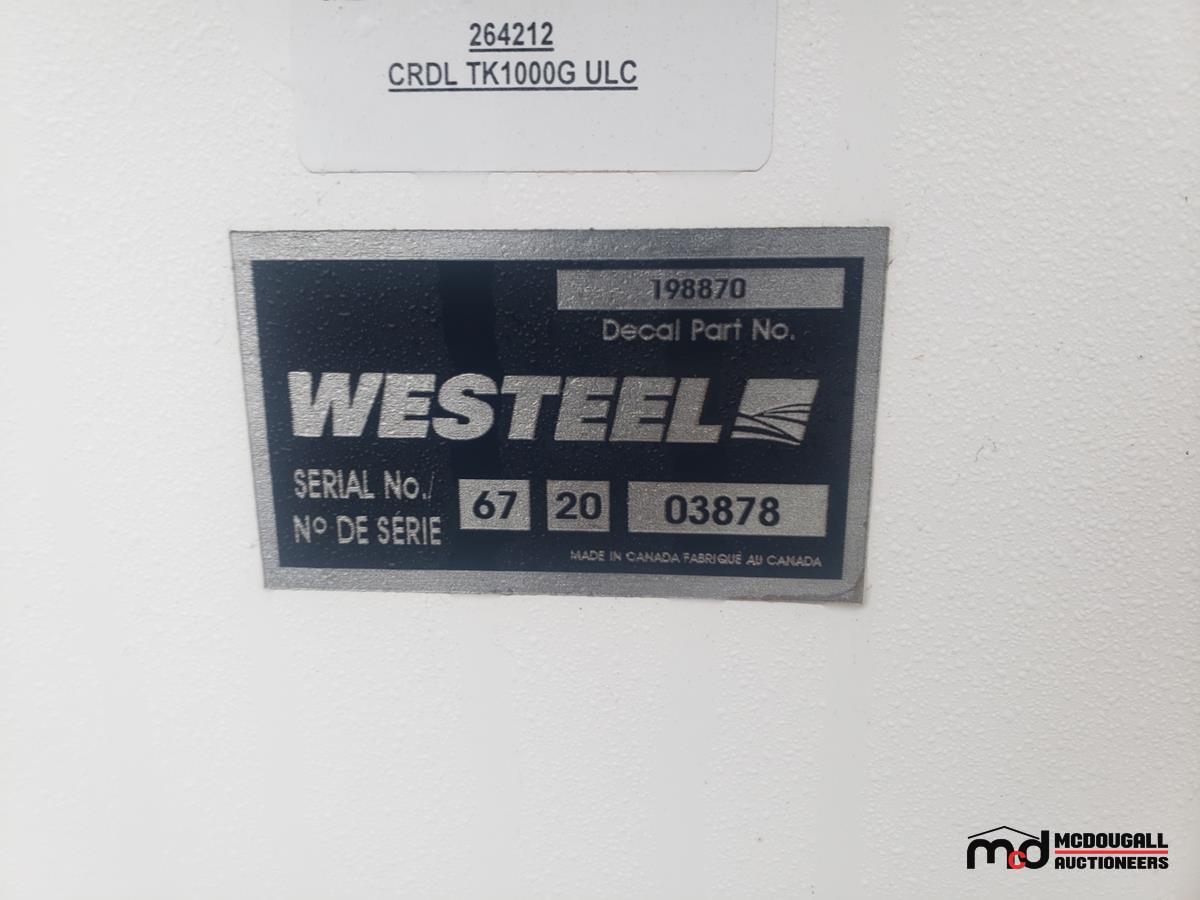 264212
CRDL TK1000G ULC
198870
Decal Part No.
WESTEEL
SERIAL No./
Nº DE SÉRIE
67 20 03878
MADE IN CANADA FABRIQUÉ AU CANADA
mcd MCDOUGALL
AUCTIONEERS